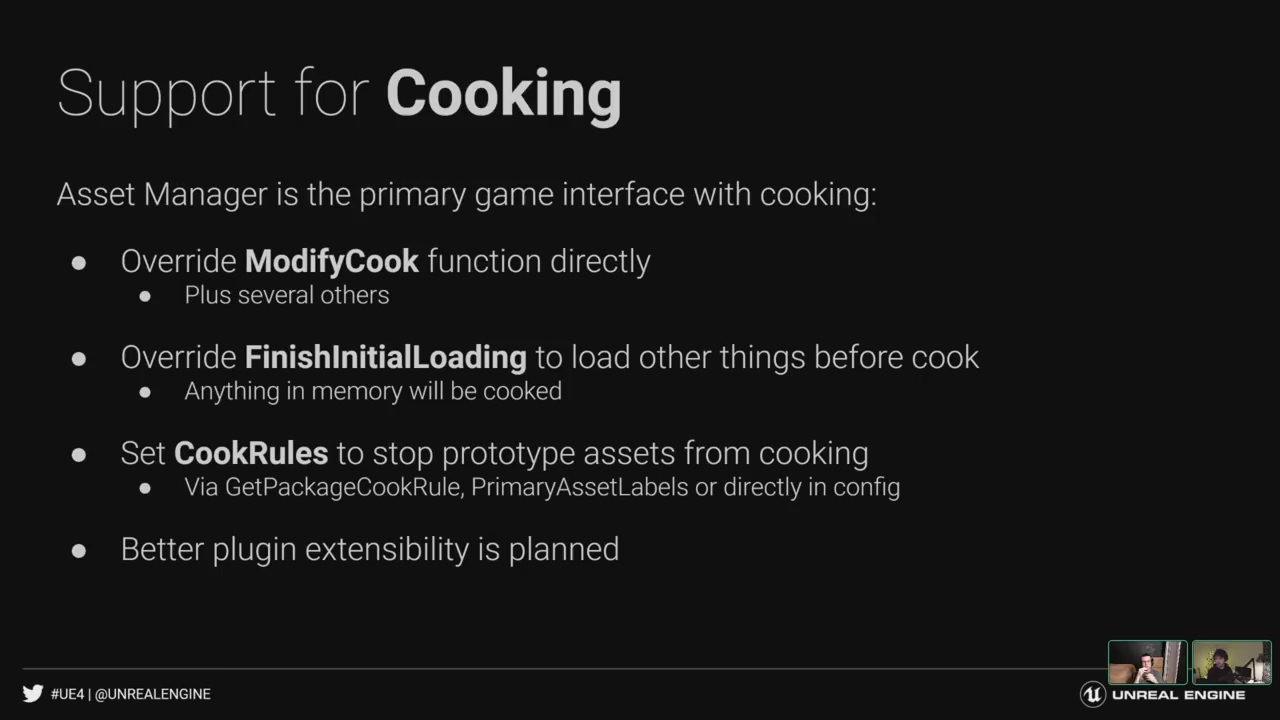 Support for Cooking
Asset Manager is the primary game interface with cooking:
● Override ModifyCook function directly
● Plus several others
● Override FinishInitialLoading to load other things before cook
● Anything in memory will be cooked
● Set CookRules to stop prototype assets from cooking
● Via GetPackageCookRule, PrimaryAssetLabels or directly in config
● Better plugin extensibility is planned
#UE4 | @UNREALENGINE
UNREAL ENGINE